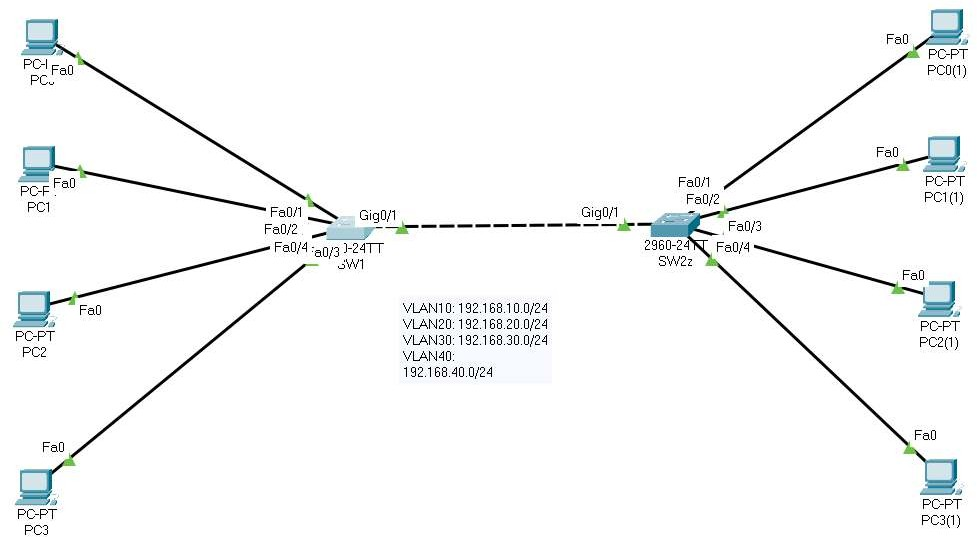 Fa0
Fa0
PC-PT
PC0(1)
Fa0
PC1
Fa0
PC-PT
PC1(1)
Fa0/1
Fa0/2
Gig0/1
Gig0/1
Fa0/1
Fa0/2
Fa0/4
Fa0/3
Fa0/4
SW1
2960-24TT
SW2z
Fa0
PC-PT
PC2
Fa0
PC-PT
PC2(1)
VLAN10: 192.168.10.0/24
VLAN20: 192.168.20.0/24
VLAN30: 192.168.30.0/24
VLAN40:
192.168.40.0/24
Fa0
PC-PT
PC3
Fa0
PC-PT
PC3(1)